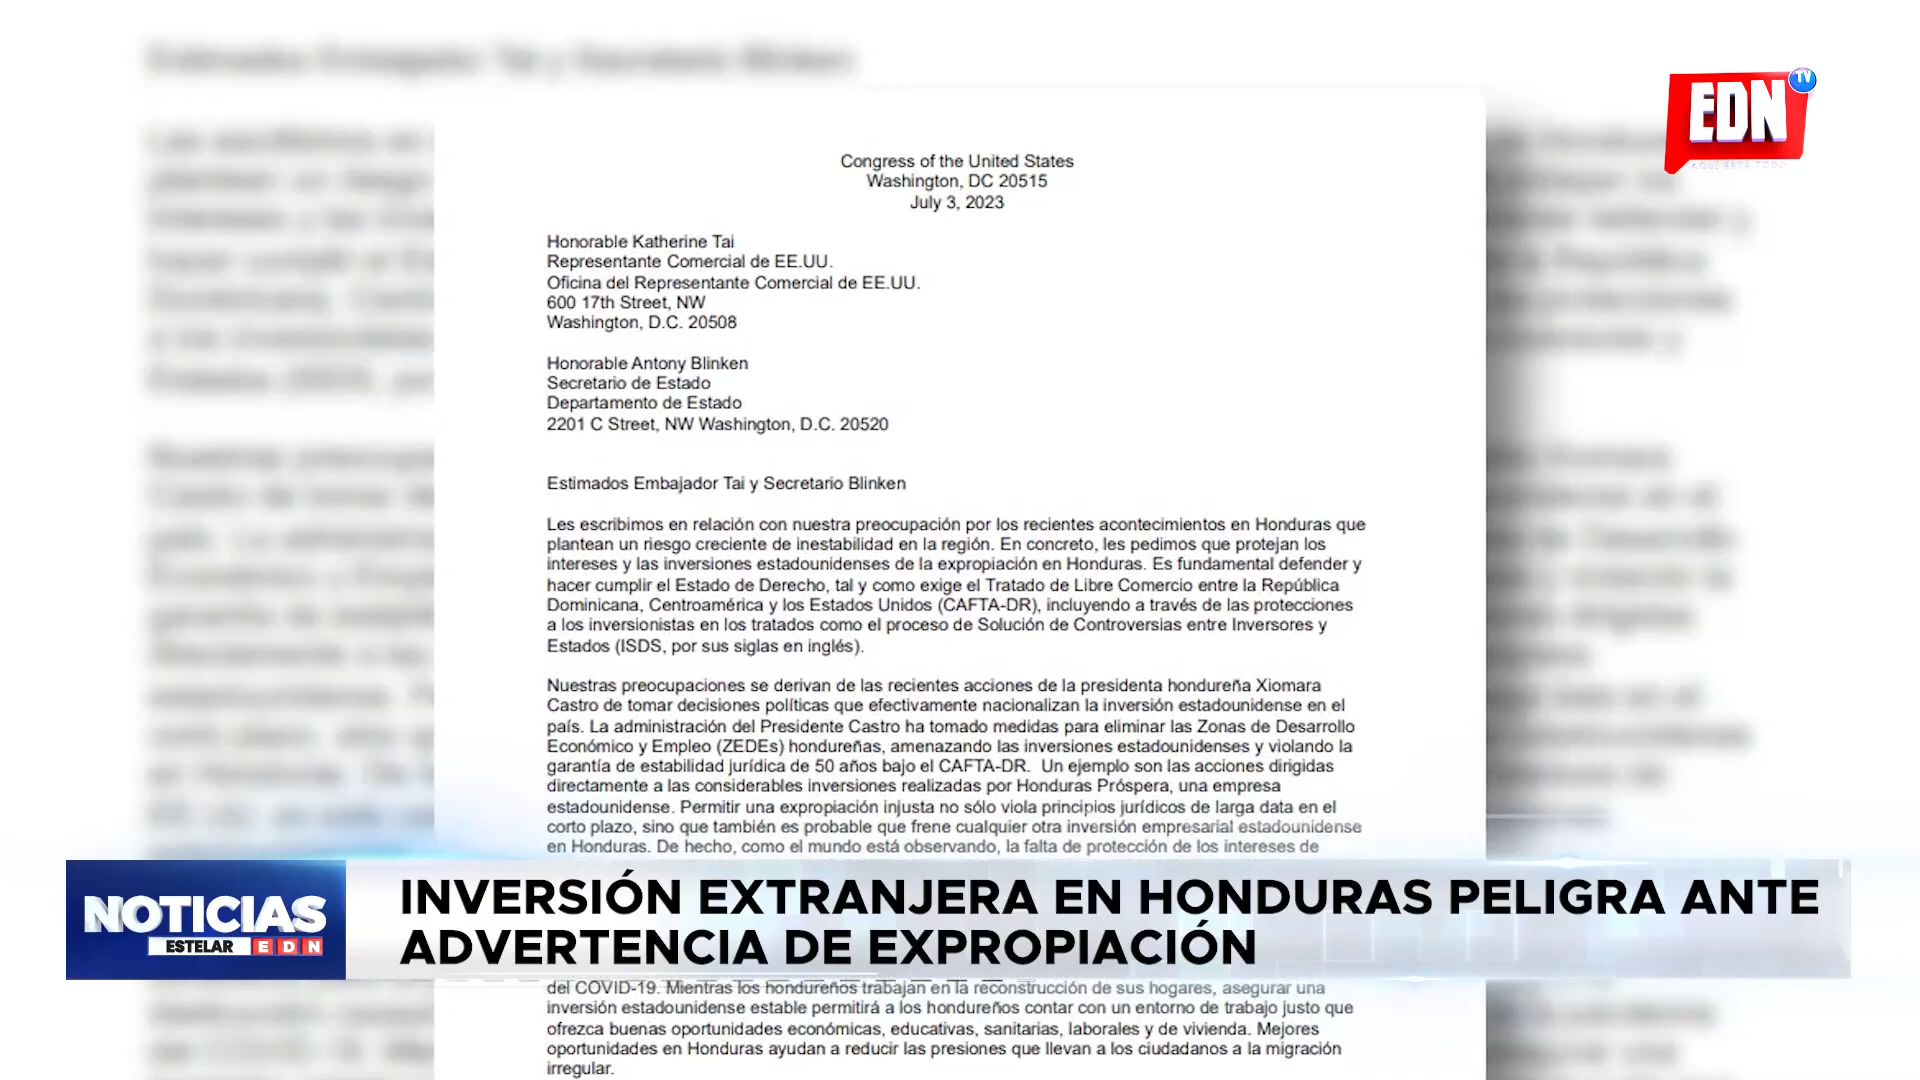 Estimados Embajador Tai y Secretario Blinken
EDN TV
Congress of the United States
Washington, DC 20515
July 3, 2023
Honorable Katherine Tai
Representante Comercial de EE.UU.
Oficina del Representante Comercial de EE.UU.
600 17th Street, NW
Washington, D.C. 20508
Honorable Antony Blinken
Secretario de Estado
Departamento de Estado
2201 C Street, NW Washington, D.C. 20520
Estimados Embajador Tai y Secretario Blinken
Les escribimos en relación con nuestra preocupación por los recientes acontecimientos en Honduras que
plantean un riesgo creciente de inestabilidad en la región. En concreto, les pedimos que protejan los
intereses y las inversiones estadounidenses de la expropiación en Honduras. Es fundamental defender y
hacer cumplir el Estado de Derecho, tal y como exige el Tratado de Libre Comercio entre la República
Dominicana, Centroamérica y los Estados Unidos (CAFTA-DR), incluyendo a través de las protecciones
a los inversionistas en los tratados como el proceso de Solución de Controversias entre Inversores y
Estados (ISDS, por sus siglas en inglés).
Nuestras preocupaciones se derivan de las recientes acciones de la presidenta hondureña Xiomara
Castro de tomar decisiones políticas que efectivamente nacionalizan la inversión estadounidense en el
país. La administración del Presidente Castro ha tomado medidas para eliminar las Zonas de Desarrollo
Económico y Empleo (ZEDEs) hondureñas, amenazando las inversiones estadounidenses y violando la
garantía de estabilidad jurídica de 50 años bajo el CAFTA-DR. Un ejemplo son las acciones dirigidas
directamente a las considerables inversiones realizadas por Honduras Próspera, una empresa
estadounidense. Permitir una expropiación injusta no sólo viola principios jurídicos de larga data en el
corto plazo, sino que también es probable que frene cualquier otra inversión empresarial estadounidense
en Honduras. De hecho, como el mundo está observando, la falta de protección de los intereses de
NOTICIAS
ESTELAR EDN
INVERSIÓN EXTRANJERA EN HONDURAS PELIGRA ANTE
ADVERTENCIA DE EXPROPIACIÓN
del COVID-19. Mientras los hondureños trabajan en la reconstrucción de sus hogares, asegurar una
inversión estadounidense estable permitirá a los hondureños contar con un entorno de trabajo justo que
ofrezca buenas oportunidades económicas, educativas, sanitarias, laborales y de vivienda. Mejores
oportunidades en Honduras ayudan a reducir las presiones que llevan a los ciudadanos a la migración
irregular.